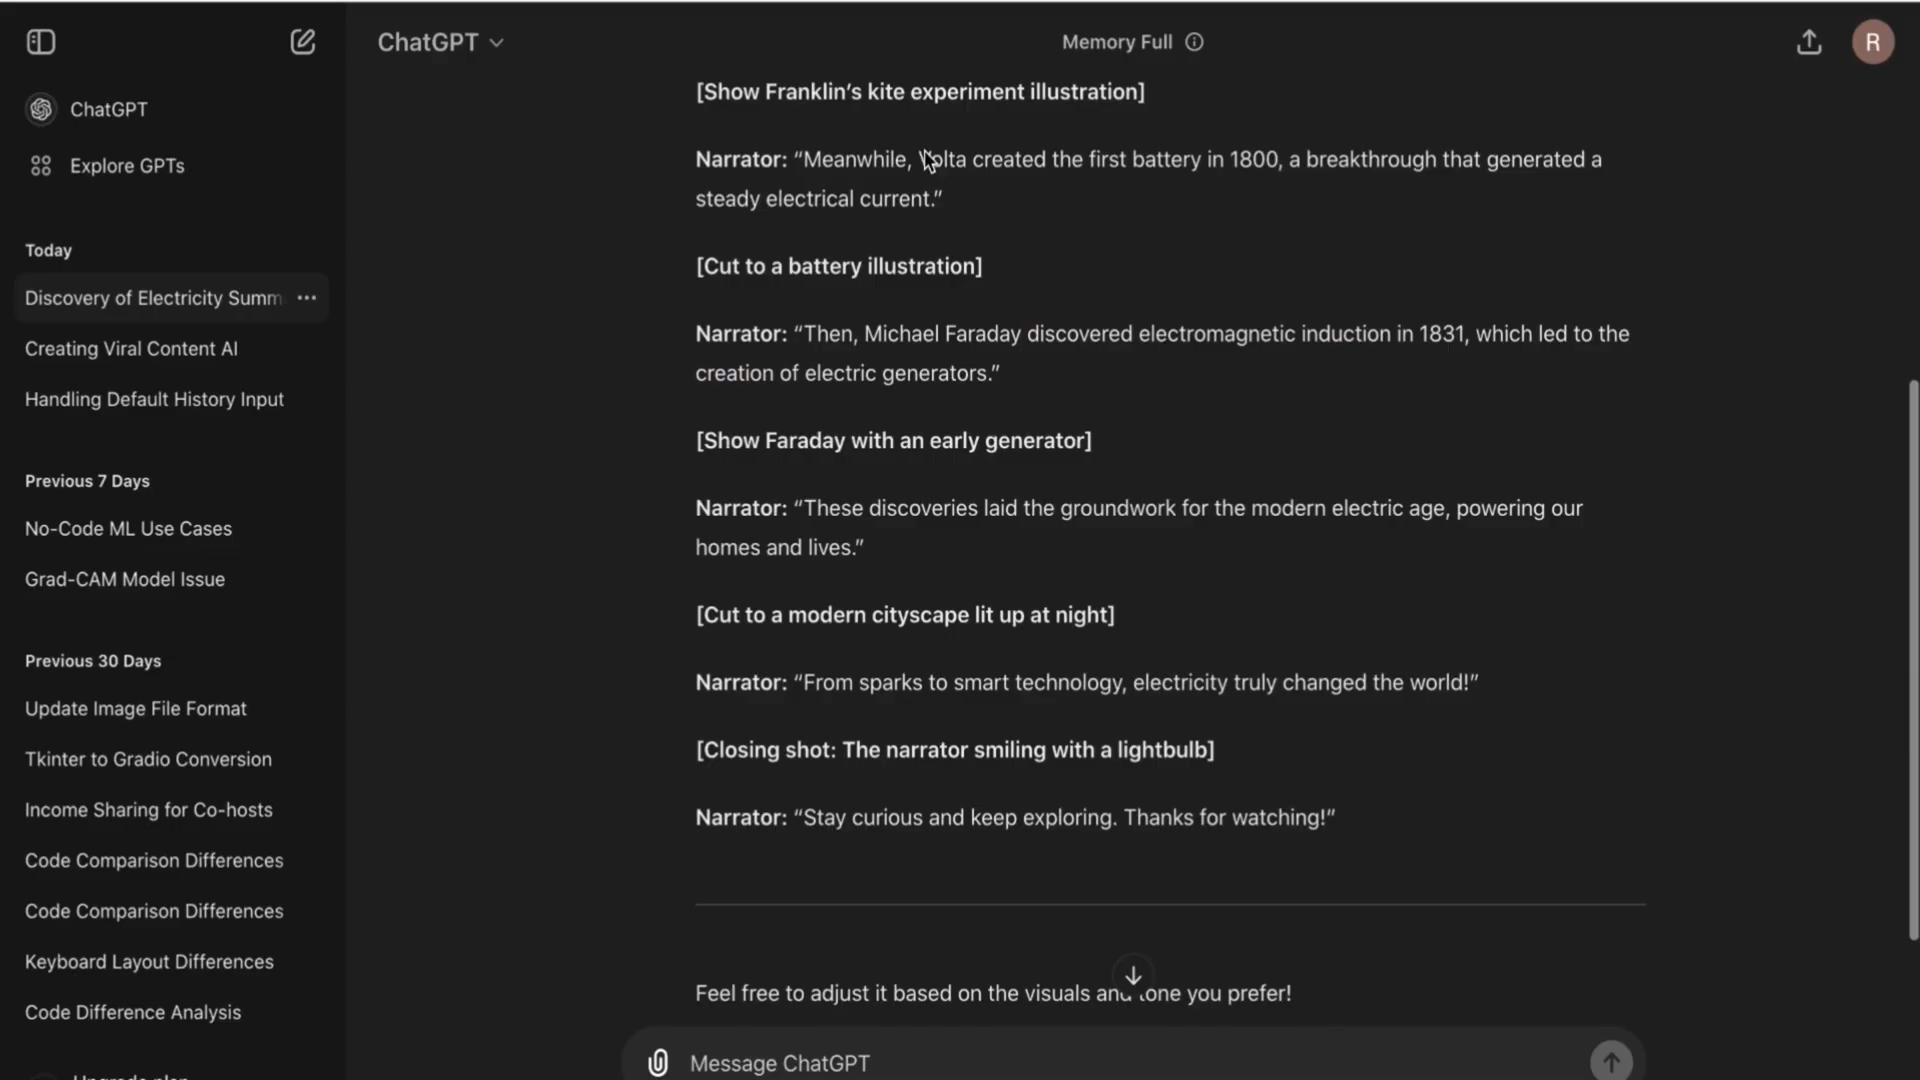 ChatGPT
Memory Full
R
ChatGPT
Explore GPTs
Today
Discovery of Electricity Summ
Creating Viral Content AI
Handling Default History Input
Previous 7 Days
No-Code ML Use Cases
Grad-CAM Model Issue
Previous 30 Days
Update Image File Format
Tkinter to Gradio Conversion
Income Sharing for Co-hosts
Code Comparison Differences
Code Comparison Differences
Keyboard Layout Differences
Code Difference Analysis
Upgrade plan
[Show Franklin’s kite experiment illustration]
Narrator: “Meanwhile, Volta created the first battery in 1800, a breakthrough that generated a
steady electrical current.”
[Cut to a battery illustration]
Narrator: “Then, Michael Faraday discovered electromagnetic induction in 1831, which led to the
creation of electric generators.”
[Show Faraday with an early generator]
Narrator: “These discoveries laid the groundwork for the modern electric age, powering our
homes and lives.”
[Cut to a modern cityscape lit up at night]
Narrator: “From sparks to smart technology, electricity truly changed the world!”
[Closing shot: The narrator smiling with a lightbulb]
Narrator: “Stay curious and keep exploring. Thanks for watching!”
Feel free to adjust it based on the visuals and tone you prefer!
Message ChatGPT